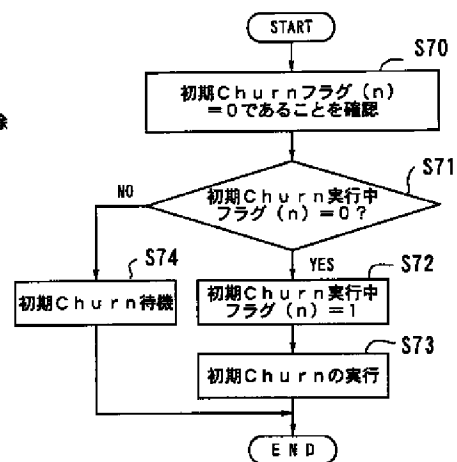 START
S70
初期Churnフラグ(n)
=0であることを確認
S71
初期Churn実行中
フラグ(n)=0?
NO
YES
S74
初期Churn待機
S72
初期Churn実行中
フラグ(n)=1
S73
初期Churnの実行
END